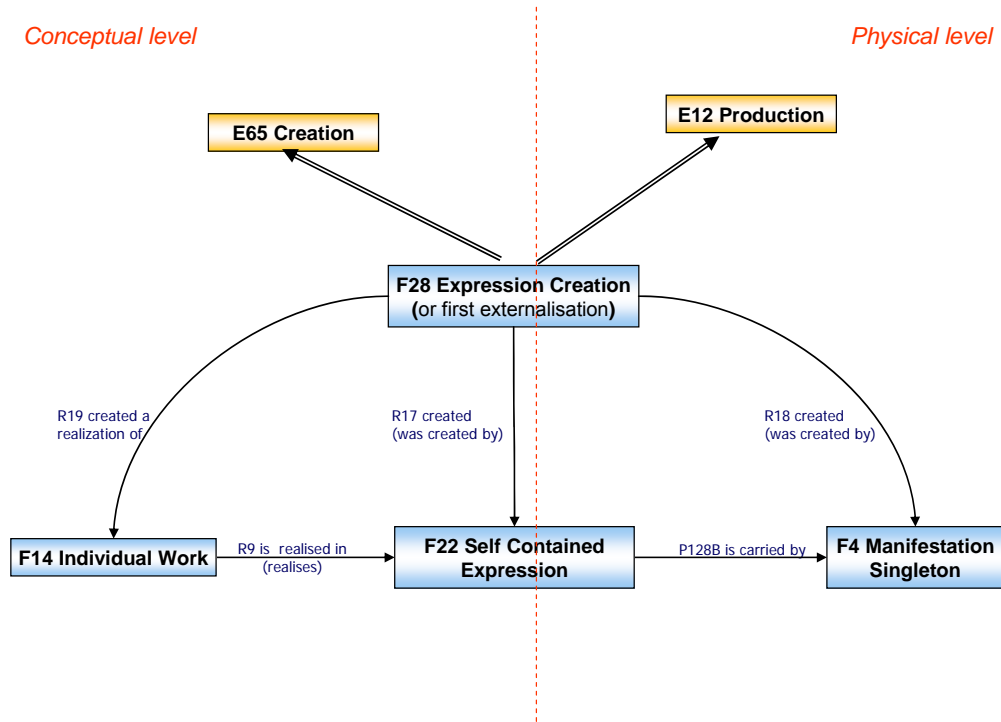 Conceptual level
Physical level
E65 Creation
E12 Production
F28 Expression Creation
(or first externalisation)
R19 created a
realization of
R17 created
(was created by)
R18 created
(was created by)
F14 Individual Work
R9 is realised in
(realises)
F22 Self Contained
Expression
P128B is carried by
F4 Manifestation
Singleton